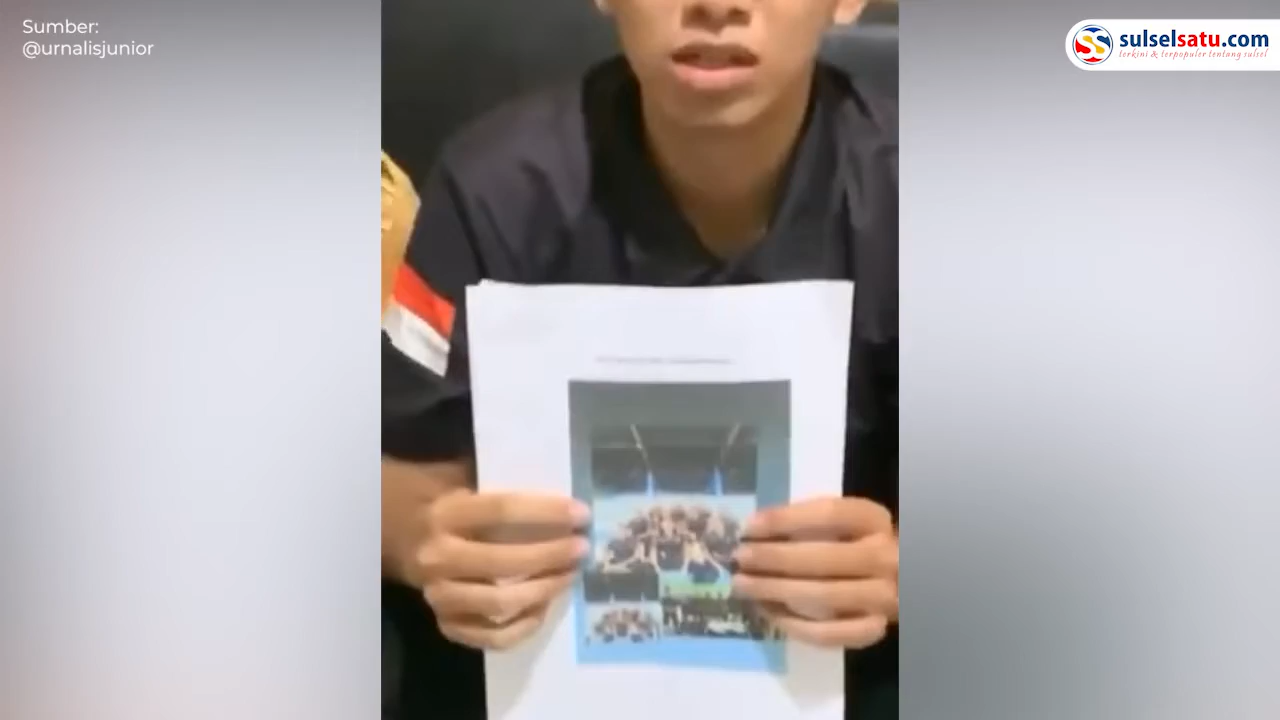 Sumber:
@urnalisjunior
sulselsatu.com
terkini & terpopuler tentang sulsel